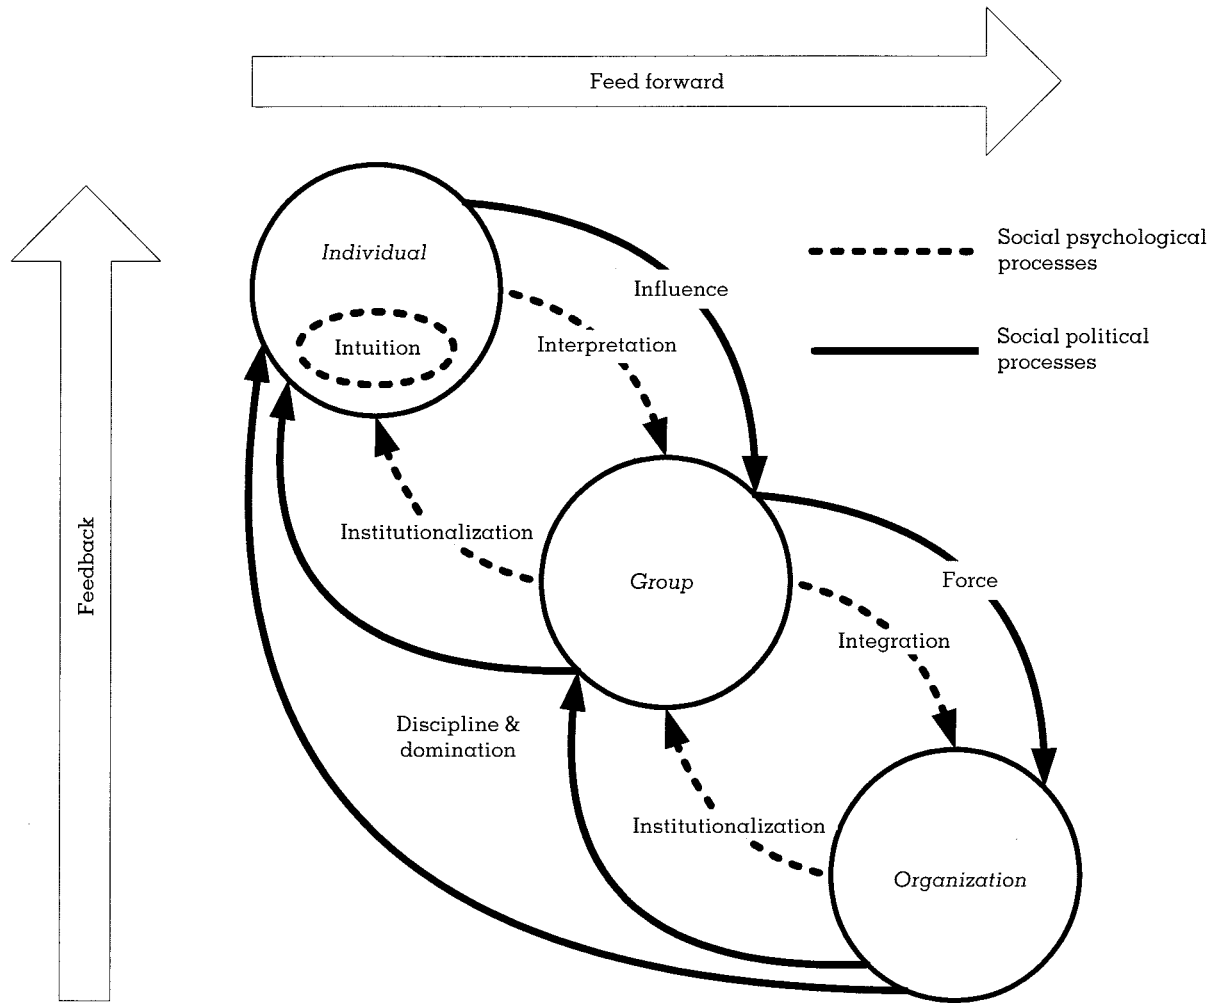 Feed forward
Individual
Social psychological
processes
Influence
Intuition
Interpretation
Social political
processes
Institutionalization
Feedback
Group
Force
Integration
Discipline &
domination
Institutionalization
Organization